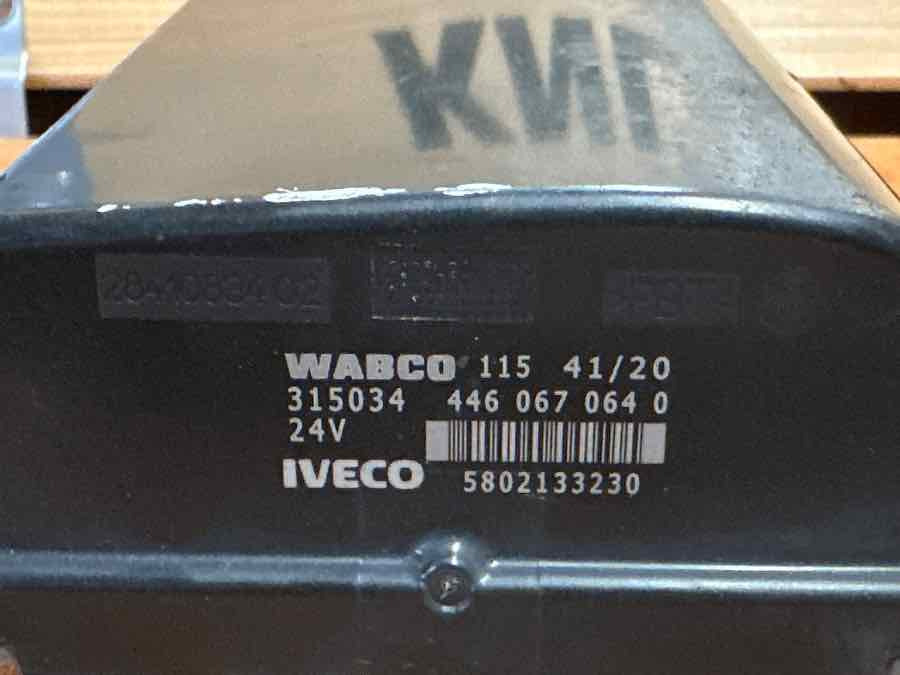 WABCO 115 41/20
315034 446 067 064 0
24V
IVECO 5802133230